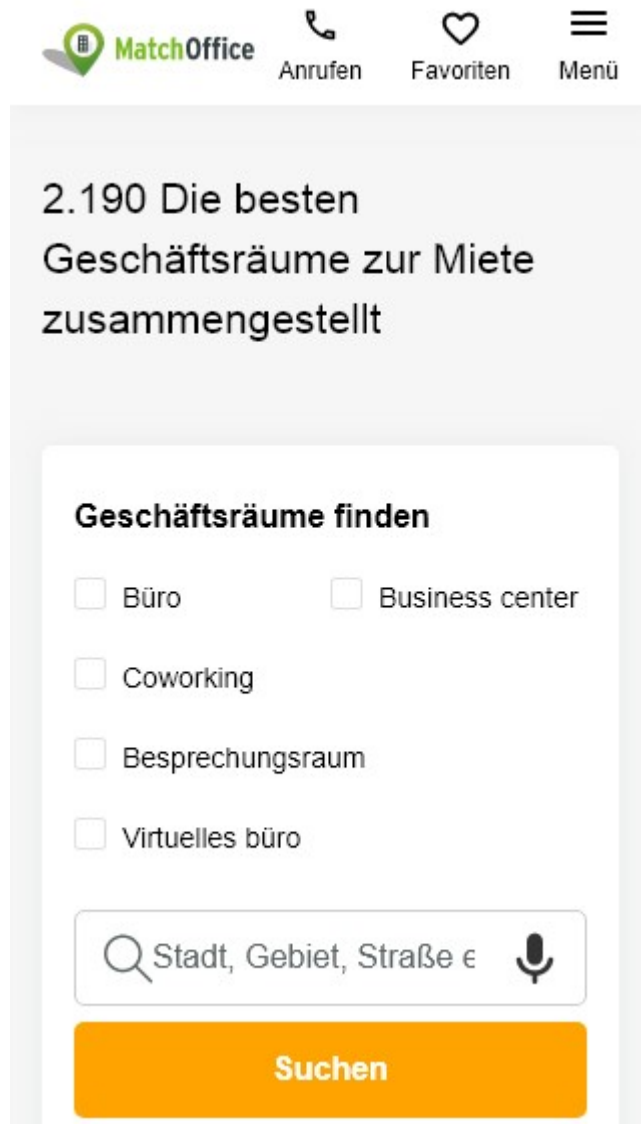 MatchOffice
Anrufen
Favoriten
Menü
2.190 Die besten
Geschäftsräume zur Miete
zusammengestellt
Geschäftsräume finden
Büro
Business center
Coworking
Besprechungsraum
Virtuelles büro
Stadt, Gebiet, Straße e
Suchen